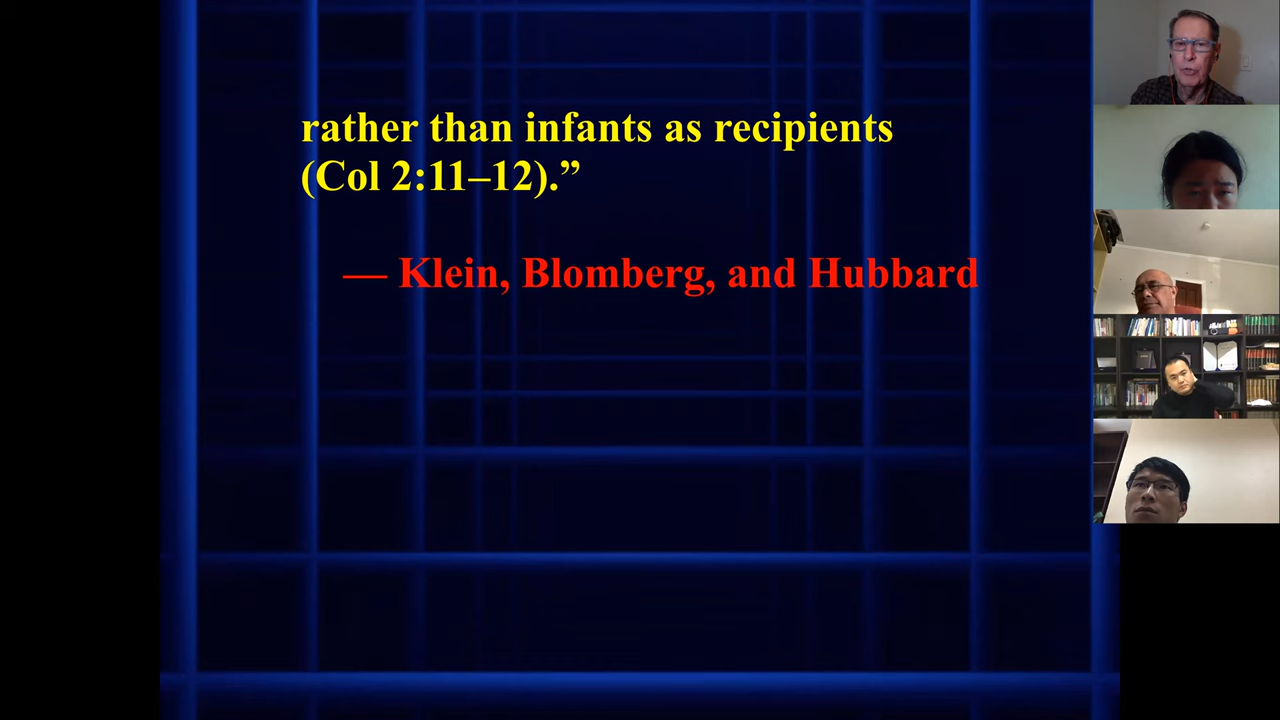 rather than infants as recipients
(Col 2:11–12).”
— Klein, Blomberg, and Hubbard